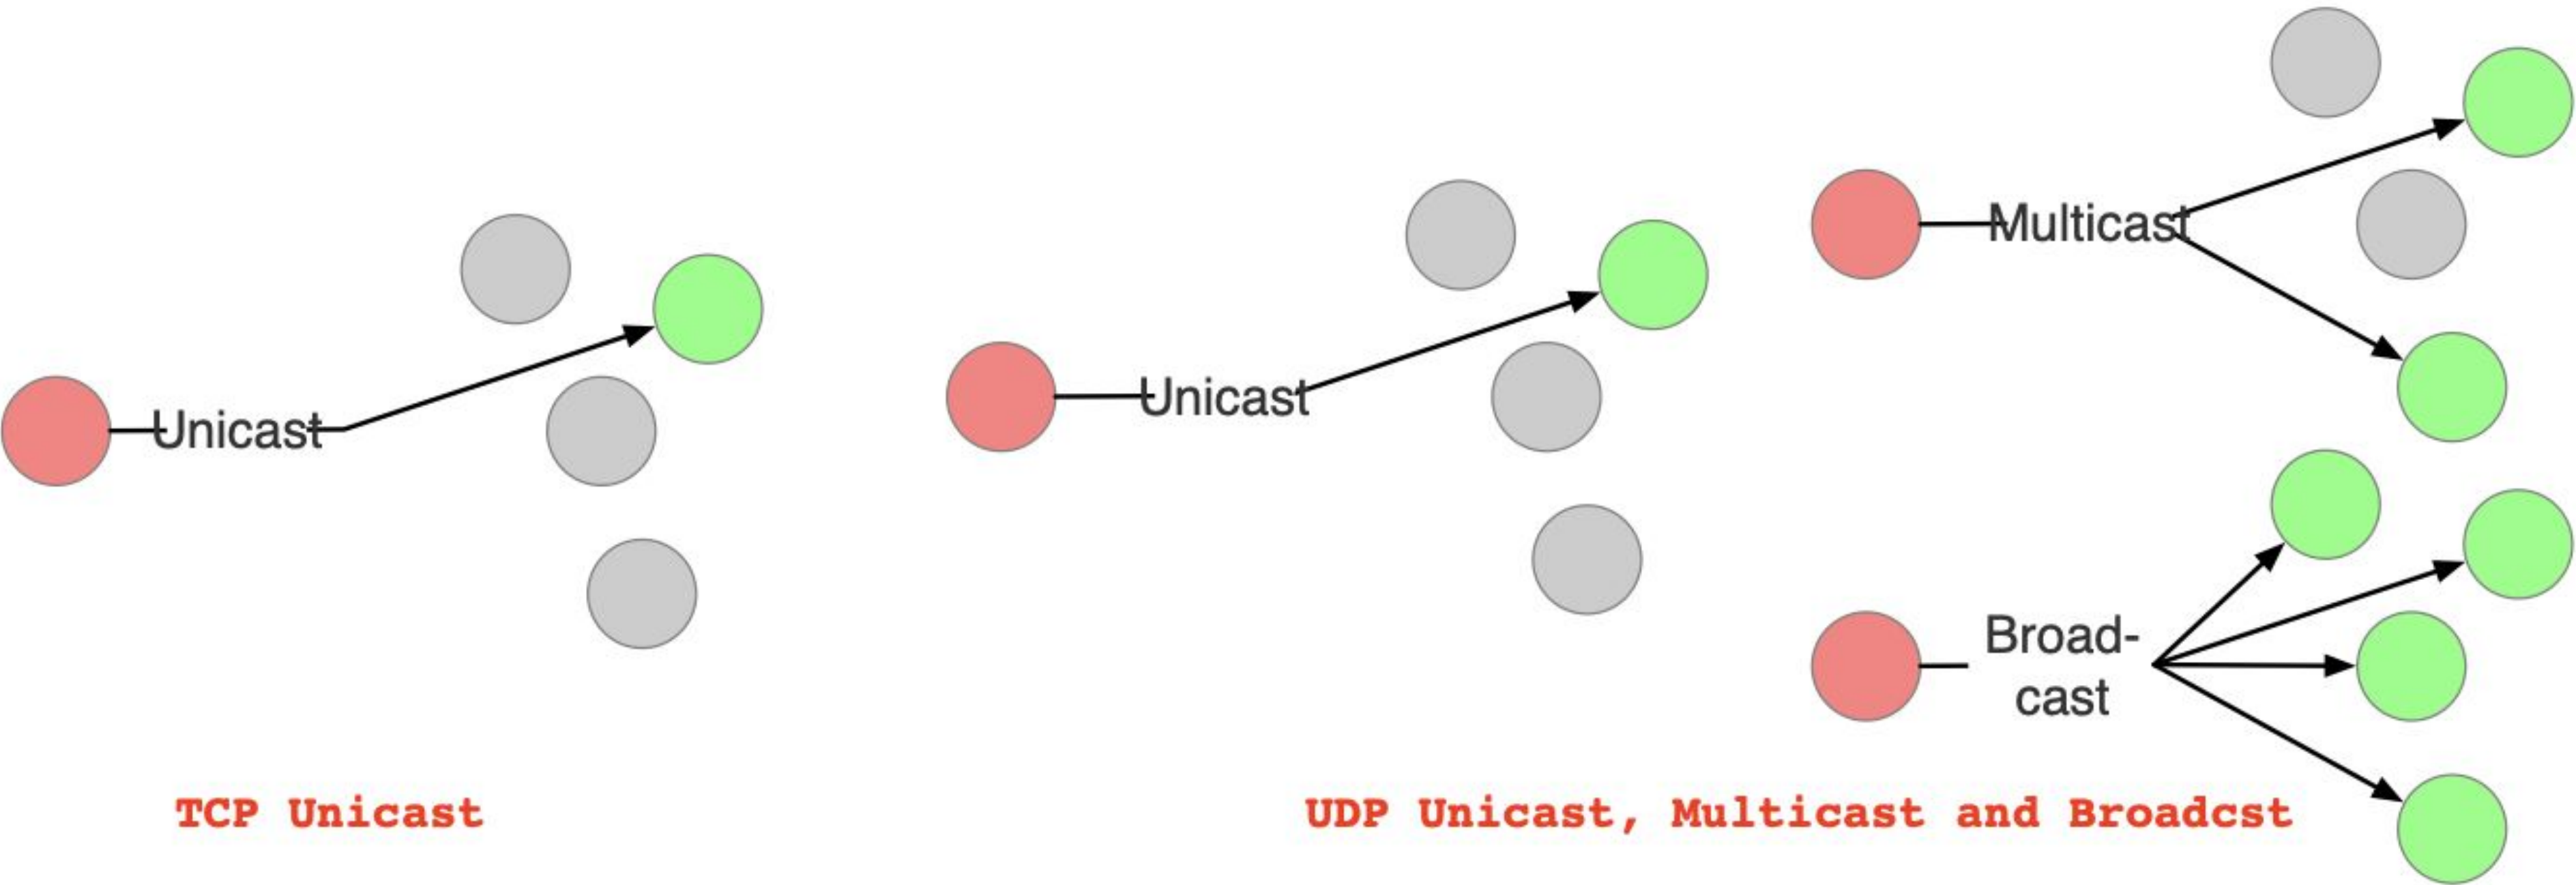 Unicast
TCP Unicast
Unicast
Multicast
Broad-
cast
UDP Unicast, Multicast and Broadcst